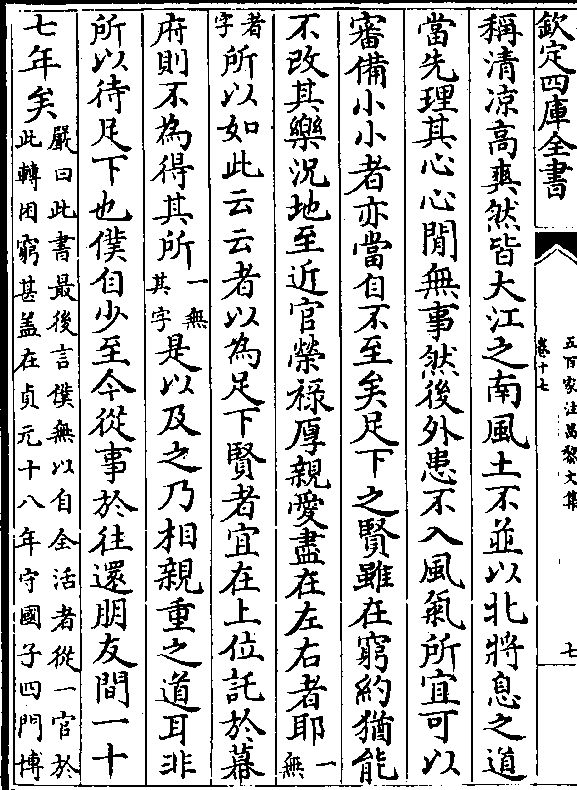 欽定四庫全書
五百家注昌黎文集
卷十七
七
稱清涼高爽然皆大江之南風土不並以北將息之道
當先理其心心閒無事然後外患不入風氣所宜可以
審備小小者亦當自不至矣足下之賢雖在窮約猶能
不改其樂況地至近官榮祿厚親愛盡在左右者耶一無
者字所以如此云云者以為足下賢者宜在上位託於幕
府則不為得其所一無其字是以及之乃相親重之道耳非
所以待足下也僕自少至今從事於往還朋友間一十
七年矣嚴曰此書最後言僕無以自全活者從一官於
此轉困窮甚蓋在貞元十八年守國子四門博